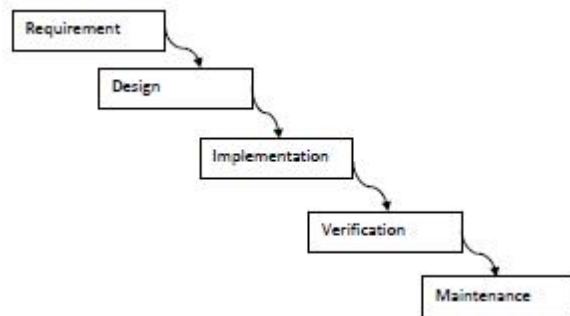 Requirement
Design
Implementation
Verification
Maintenance